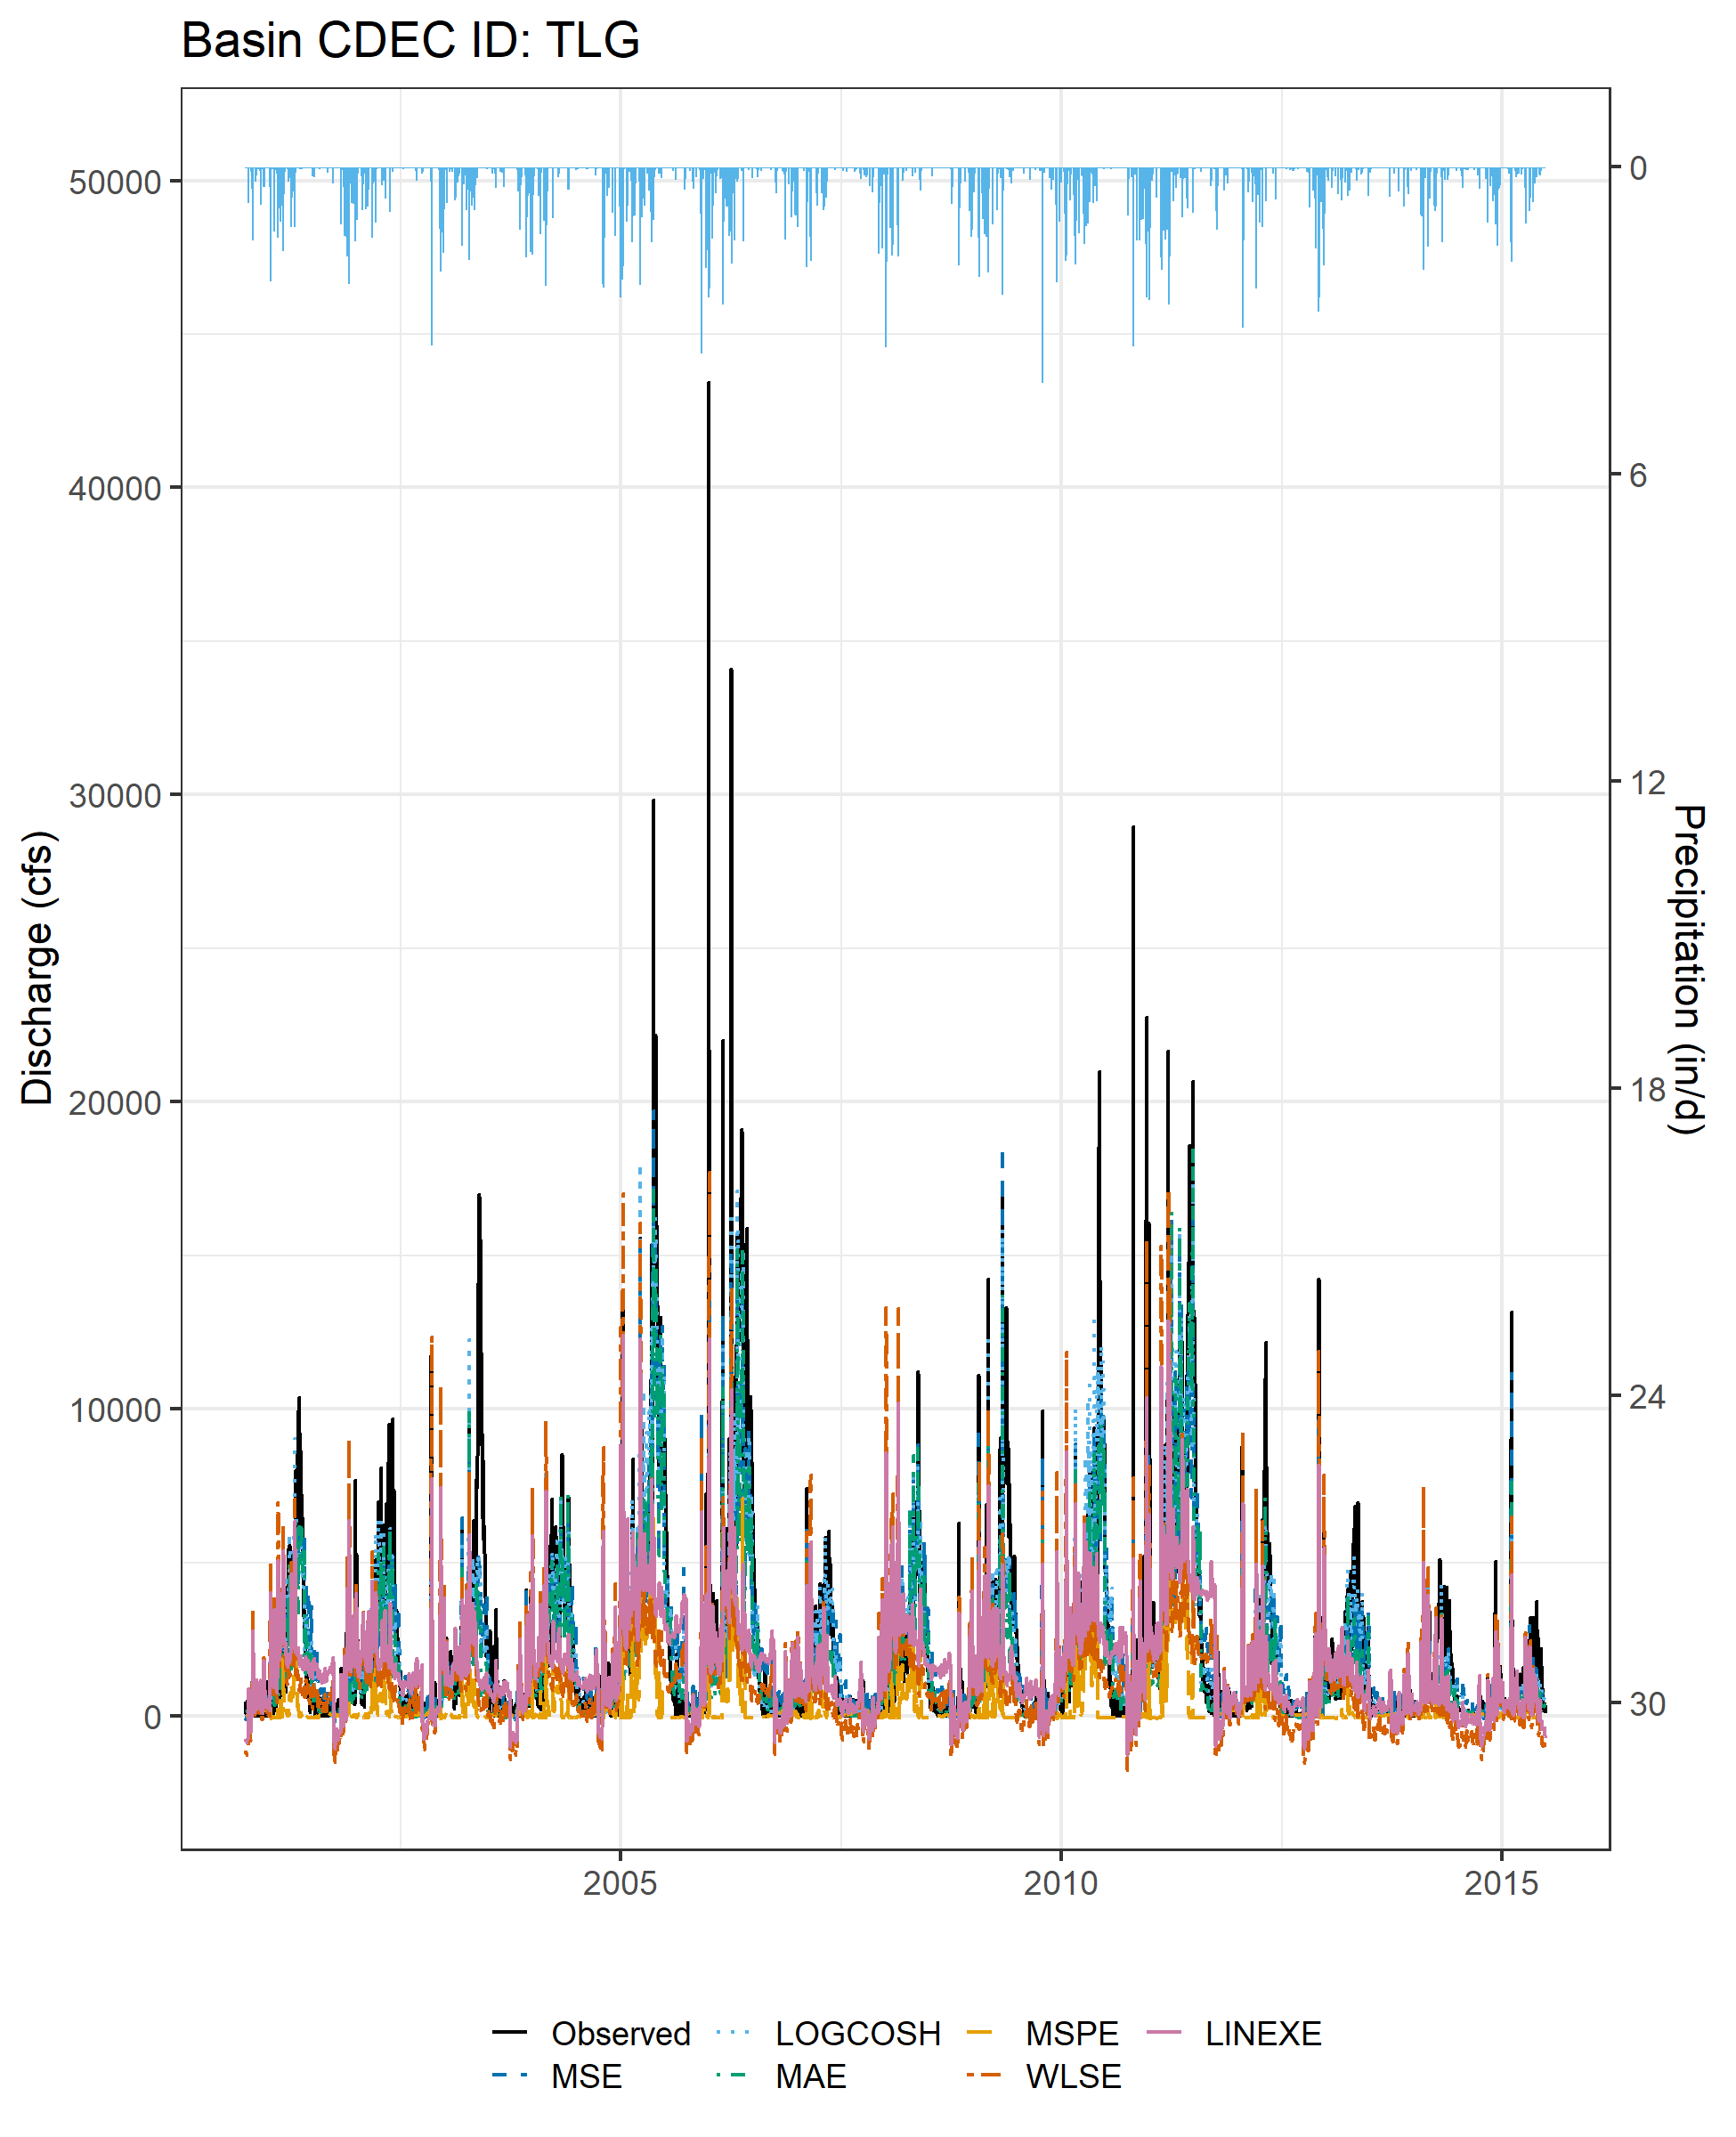 Basin CDEC ID: TLG
50000
40000
30000
20000
10000
0
Discharge (cfs)
0
6
12
18
24
30
Precipitation (in/d)
2005
2010
2015
Observed
LOGCOSH
MSPE
LINEXE
MSE
MAE
WLSE